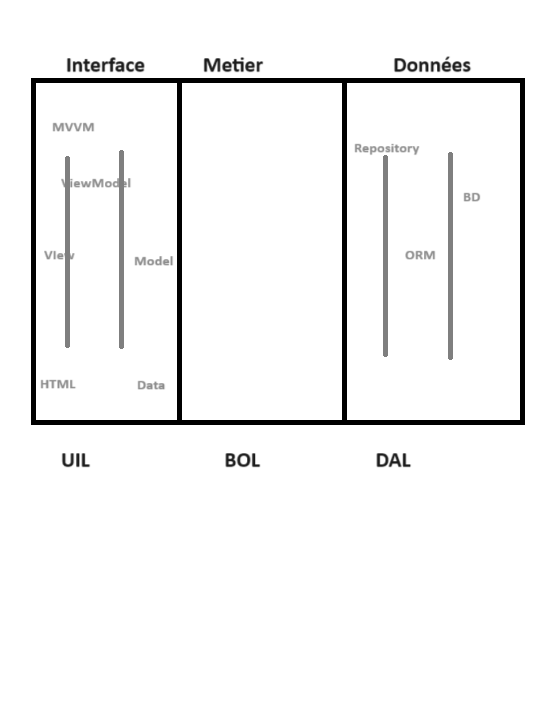 Interface Metier Données
MVVM
Repository
ViewModel
BD
View
ORM
Model
HTML
Data
UIL BOL DAL